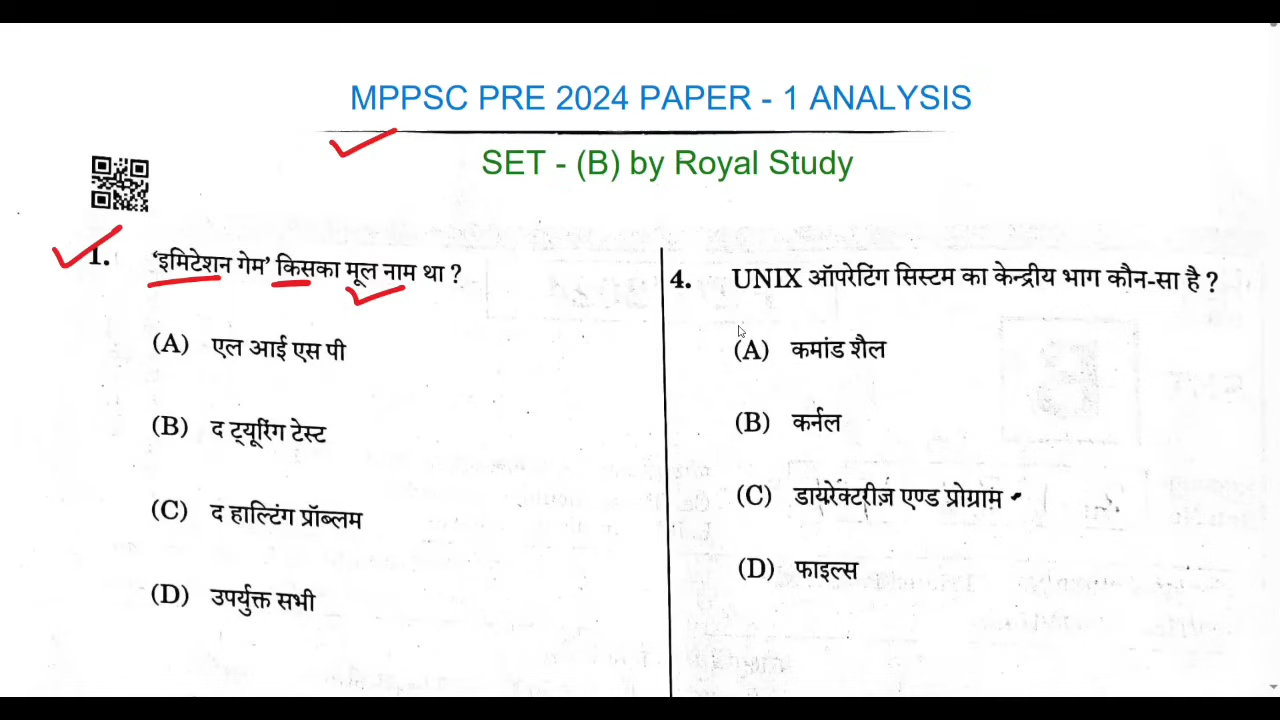 MPPSC PRE 2024 PAPER - 1 ANALYSIS
SET - (B) by Royal Study
1. 'इमिटेशन गेम' किसका मूल नाम था ?
(A) एल आई एस पी
(B) द ट्यूरिंग टेस्ट
(C) द हाल्टिंग प्रॉब्लम
(D) उपर्युक्त सभी
4. UNIX ऑपरेटिंग सिस्टम का केन्द्रीय भाग कौन-सा है ?
(A) कमांड शैल
(B) कर्नल
(C) डायरेक्टरीज़ एण्ड प्रोग्राम
(D) फाइल्स